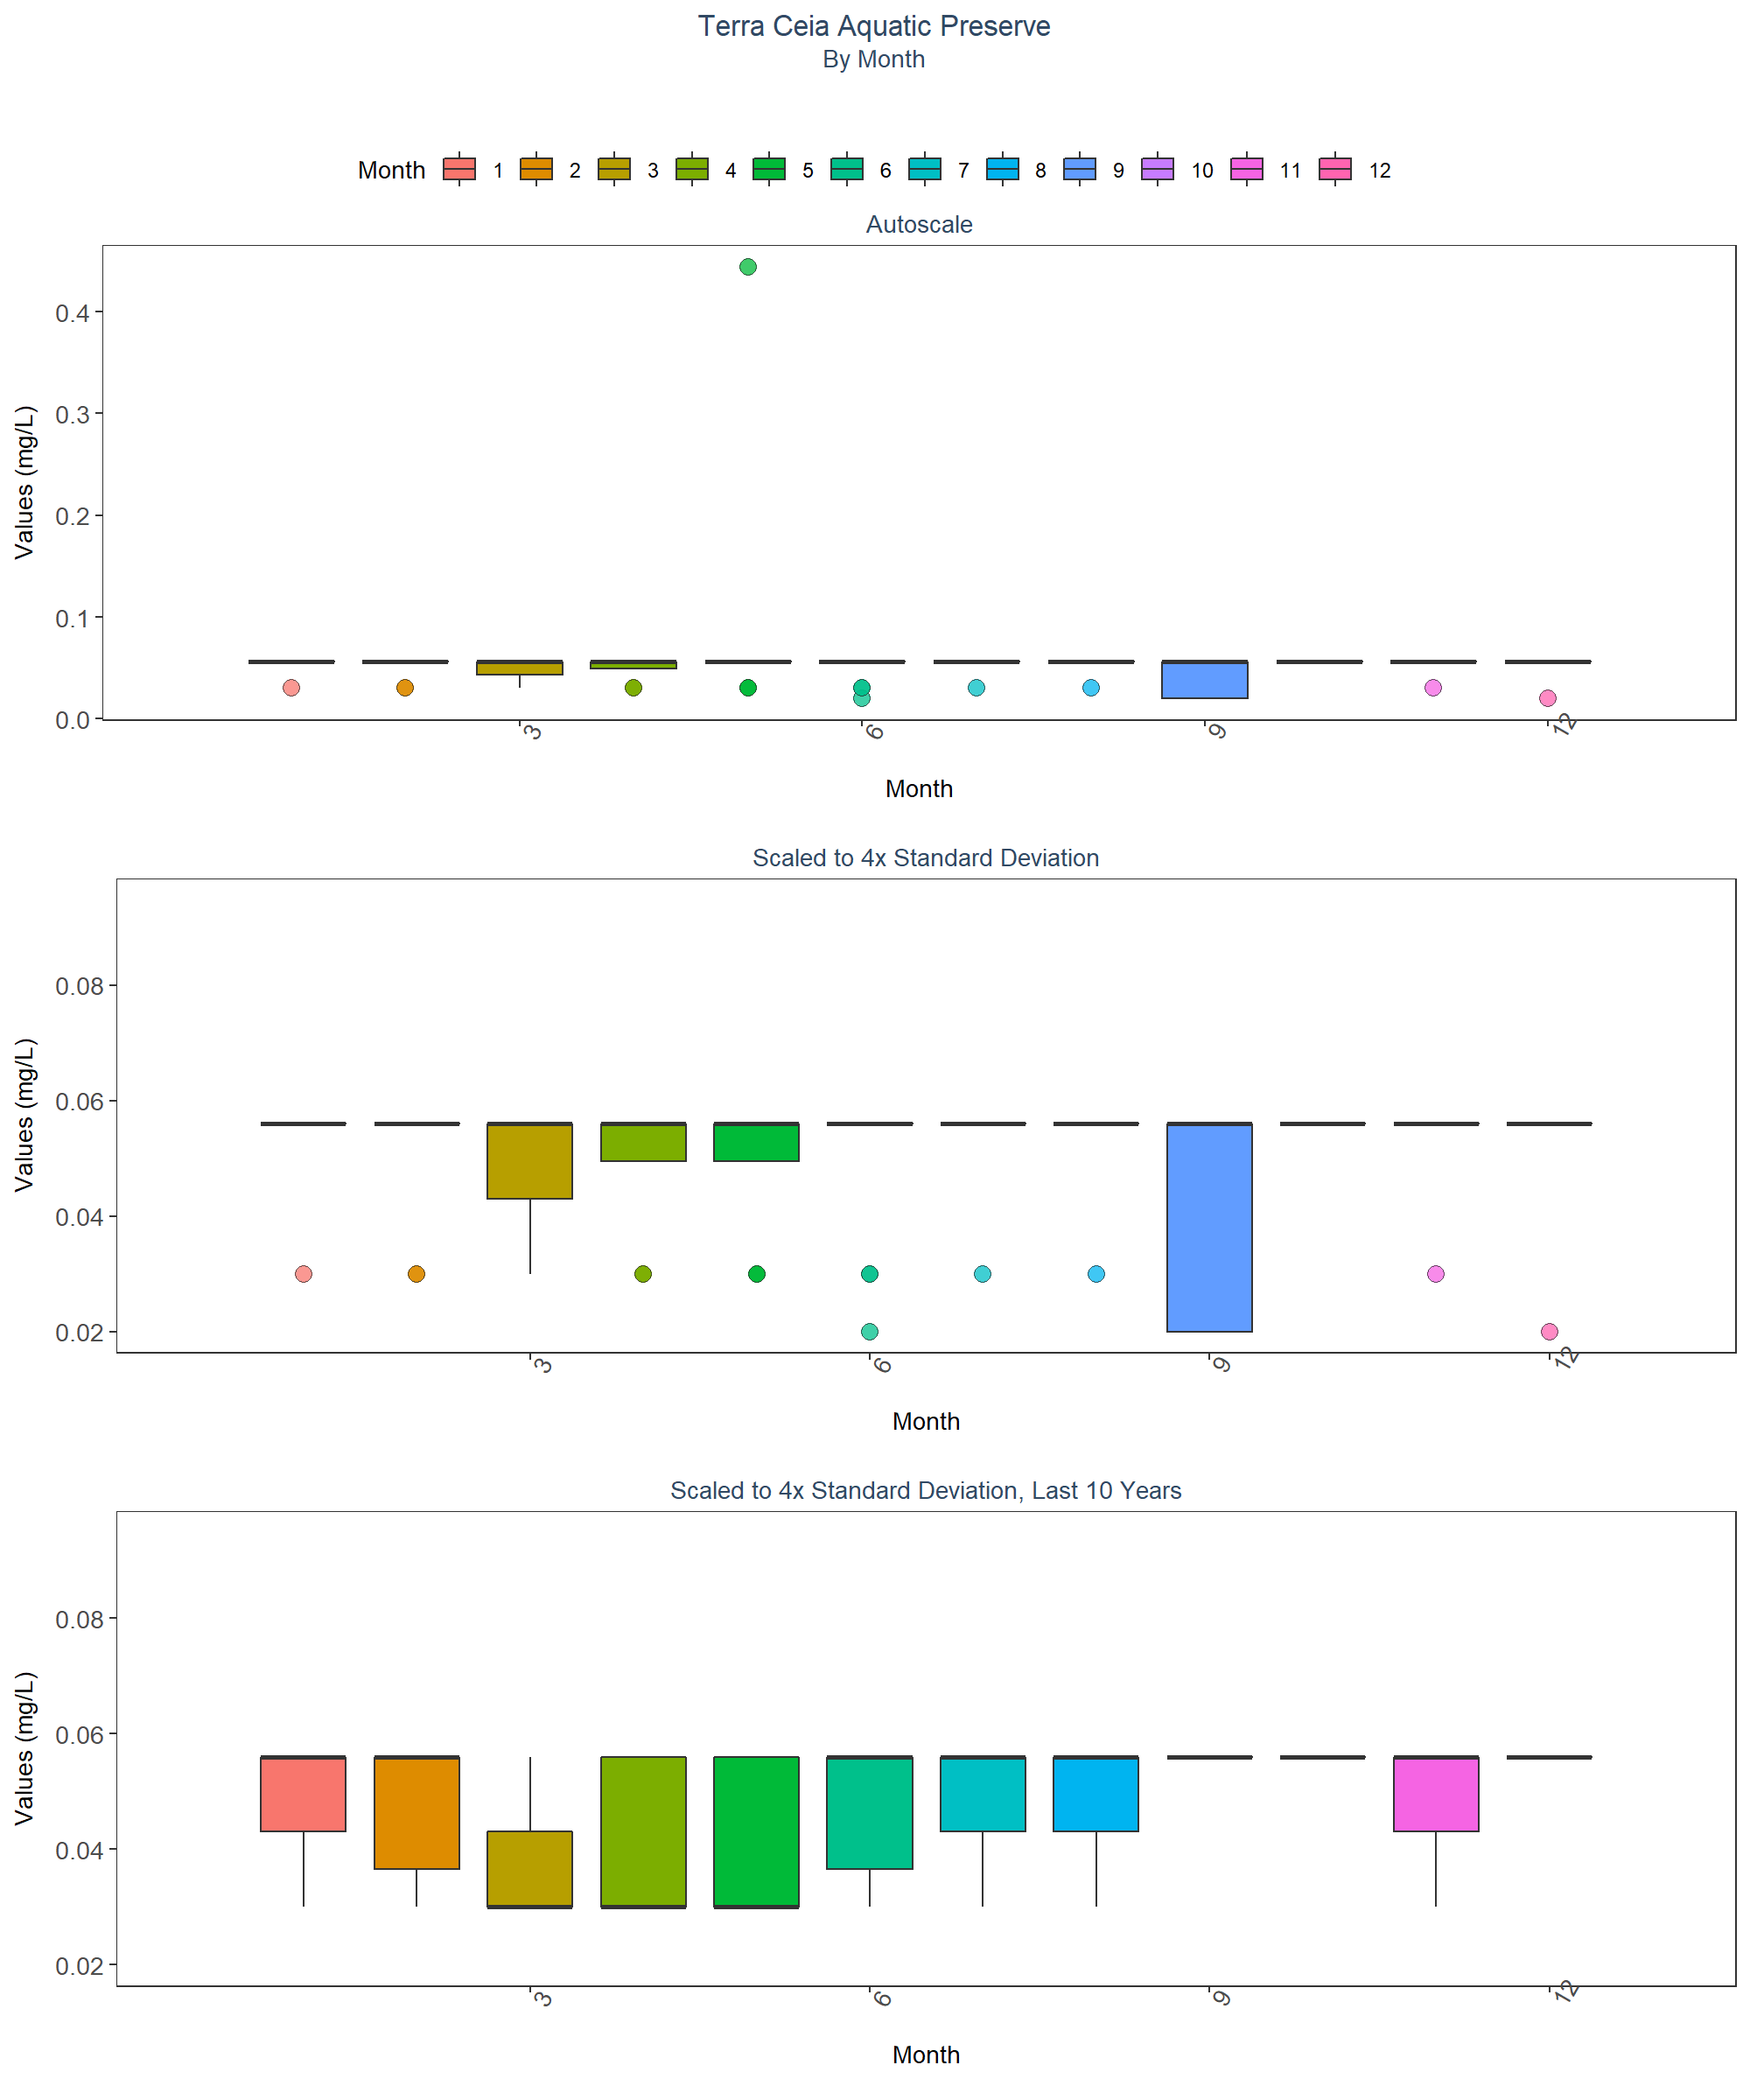 Terra Ceia Aquatic Preserve
By Month
Month 1 2 3 4 5 6 7 8 9 10 11 12
Autoscale
Values (mg/L)
0.4
0.3
0.2
0.1
0.0
3 6 9 12
Month
Scaled to 4x Standard Deviation
Values (mg/L)
0.08
0.06
0.04
0.02
3 6 9 12
Month
Scaled to 4x Standard Deviation, Last 10 Years
Values (mg/L)
0.08
0.06
0.04
0.02
3 6 9 12
Month